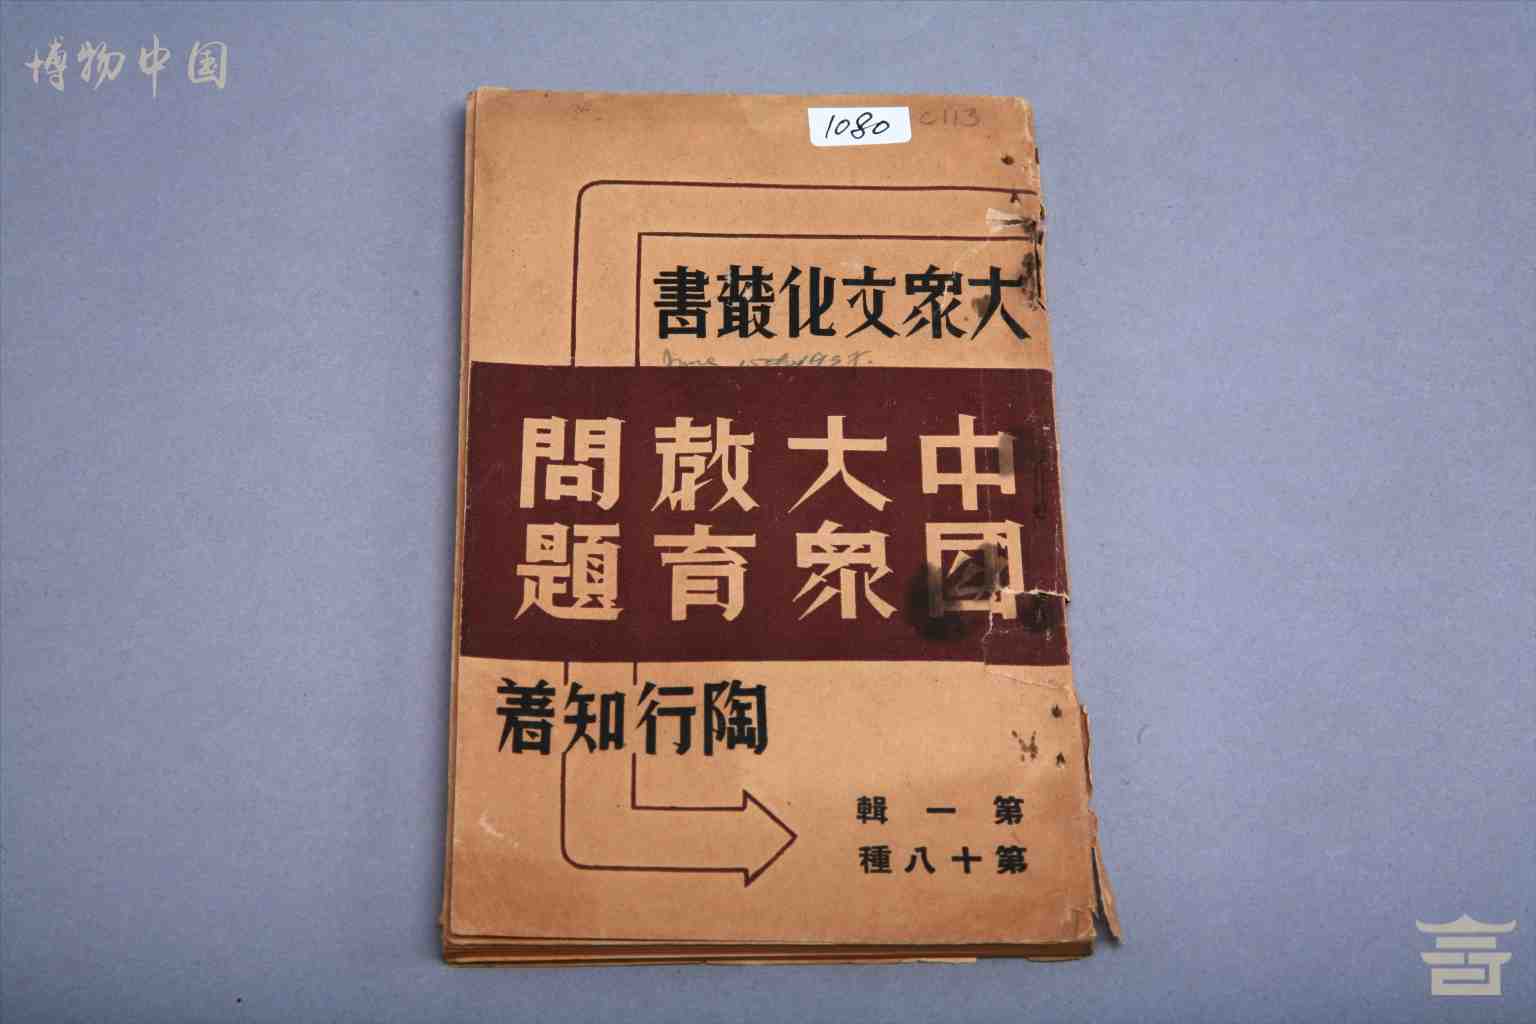 博物中国
1080
C113
大衆文化叢書
中國
大衆
教育
問題
陶行知著
第一輯
第十八種